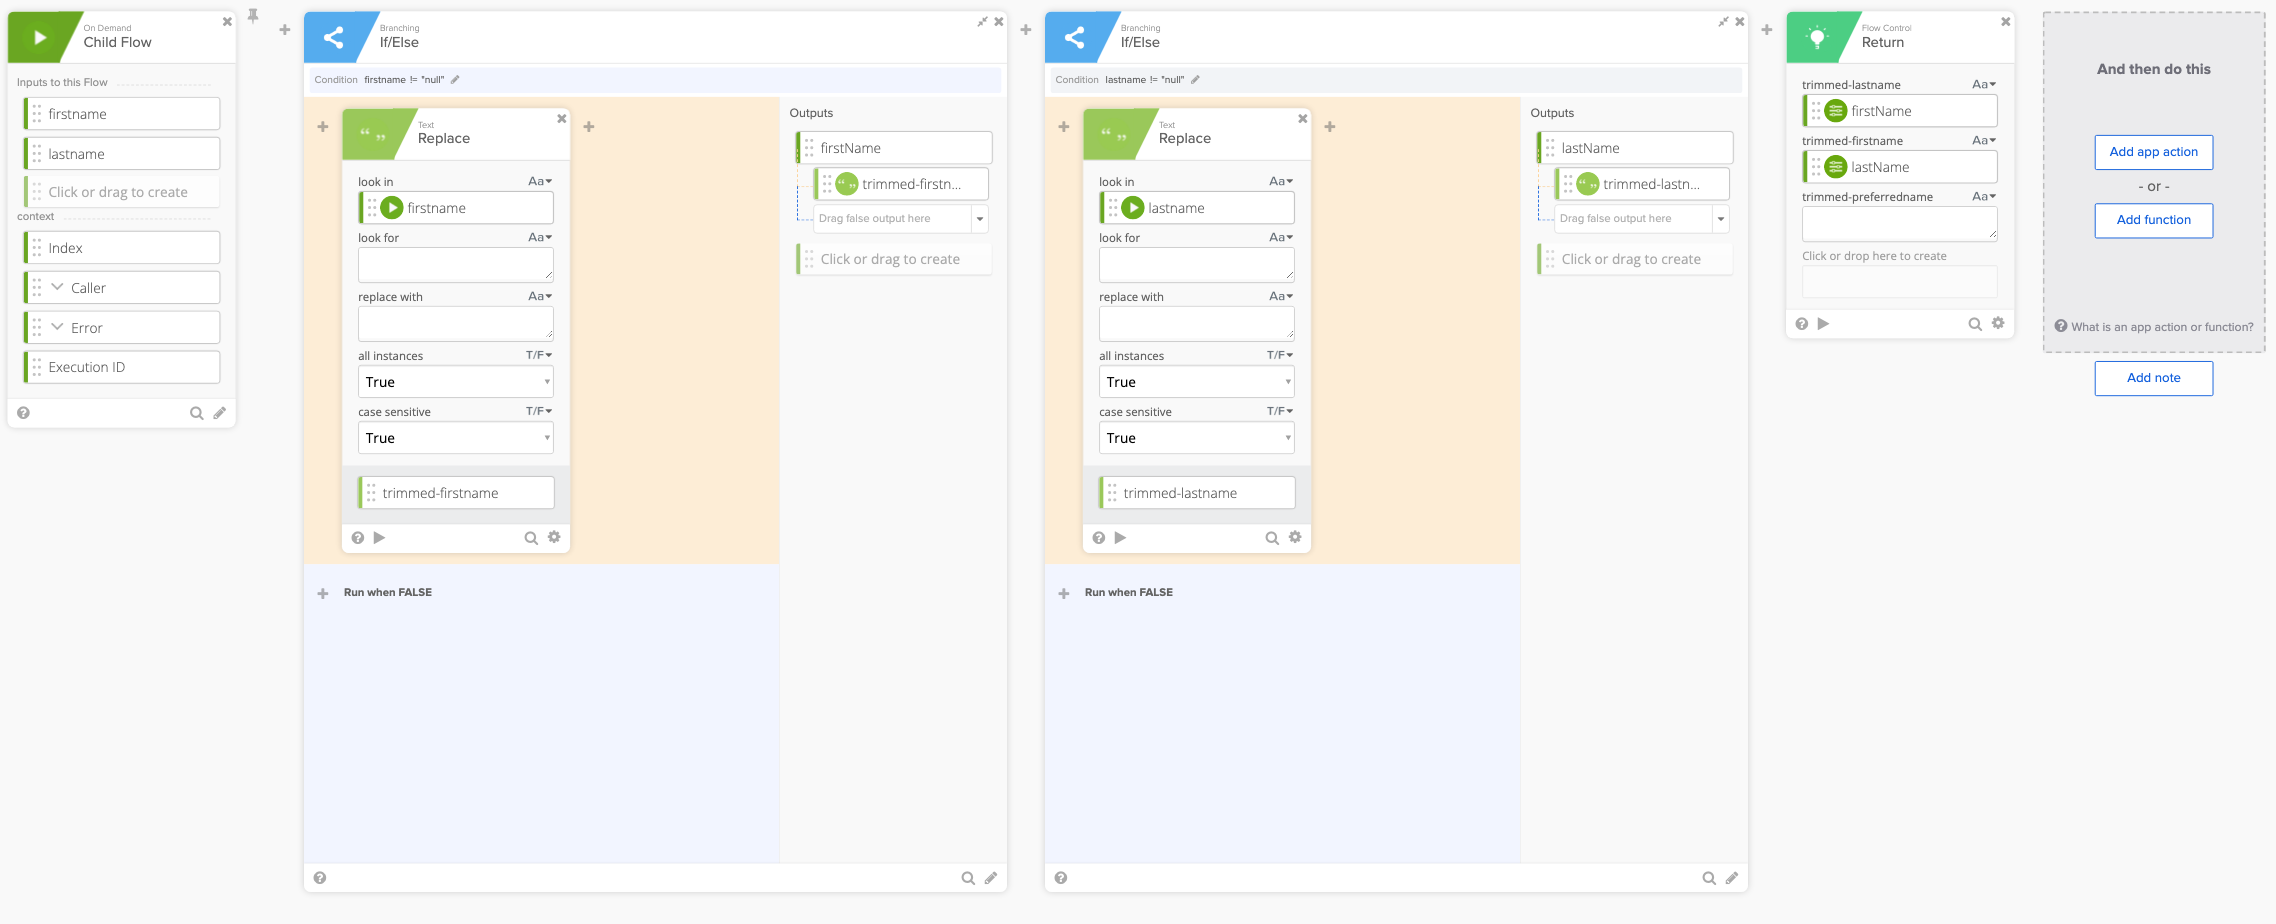 On Demand
Child Flow
Inputs to this Flow
firstname
lastname
Click or drag to create
context
Index
Caller
Error
Execution ID
Branching
If/Else
Condition firstname != "null"
Text
Replace
look in Aa
firstname
look for Aa
replace with Aa
all instances T/F
True
case sensitive T/F
True
trimmed-firstname
Outputs
firstName
trimmed-firstn...
Drag false output here
Click or drag to create
Run when FALSE
Branching
If/Else
Condition lastname != "null"
Text
Replace
look in Aa
lastname
look for Aa
replace with Aa
all instances T/F
True
case sensitive T/F
True
trimmed-lastname
Outputs
lastName
trimmed-lastn...
Drag false output here
Click or drag to create
Run when FALSE
Flow Control
Return
trimmed-lastname Aa
firstName
trimmed-firstname Aa
lastName
trimmed-preferredname Aa
Click or drop here to create
And then do this
Add app action
- or -
Add function
What is an app action or function?
Add note